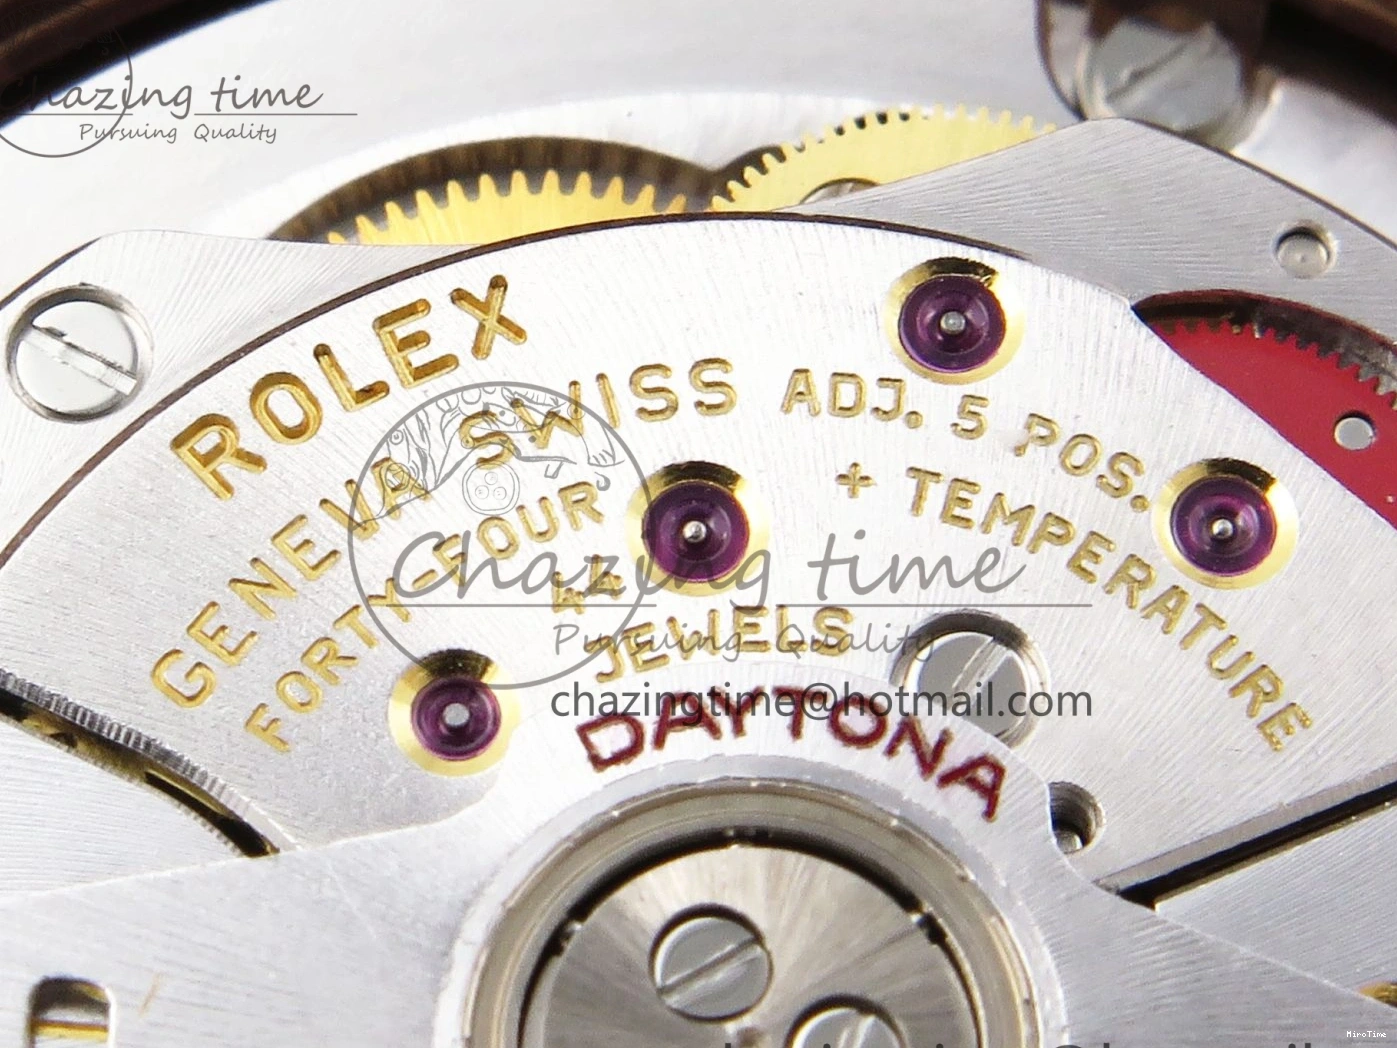 Chazing time
Pursuing Quality
ROLEX
GENEVA SWISS
FORTY-FOUR
44
JEWELS
ADJ. 5 POS.
+ TEMPERATURE
Chazing time
Pursuing Quality
chazingtime@hotmail.com
DAYTONA
MiroTime